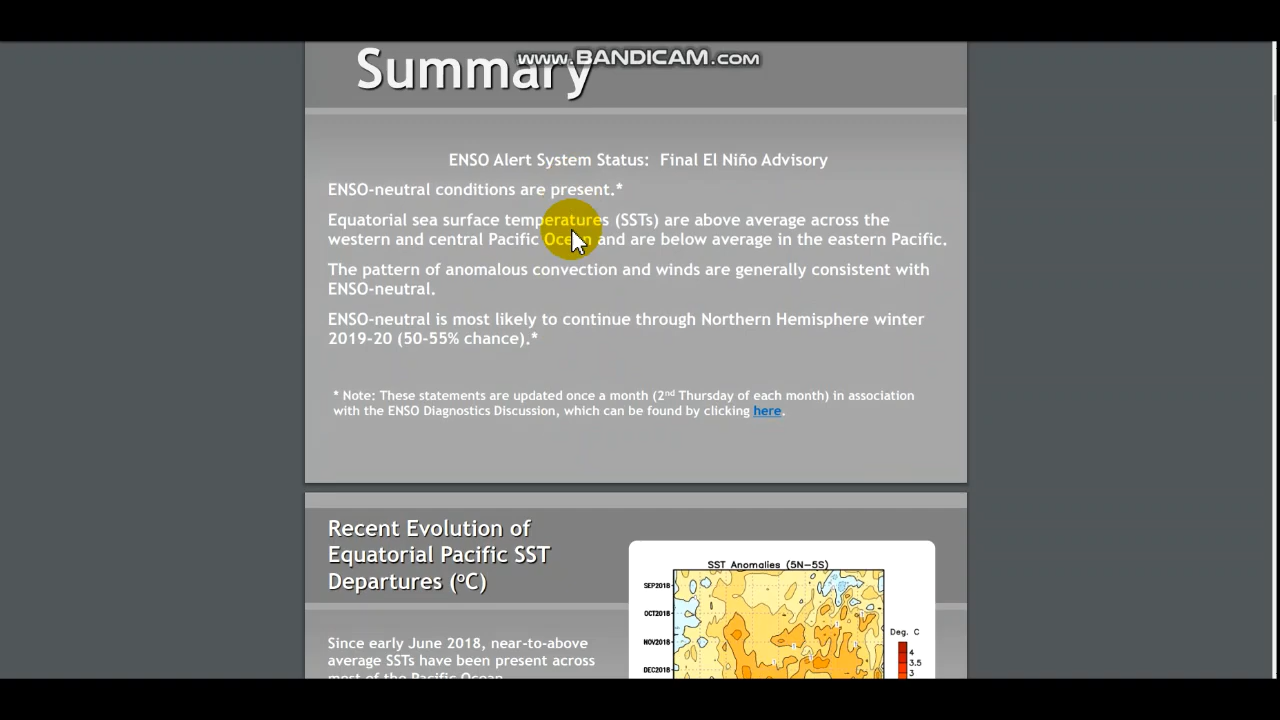 www.BANDICAM.com
Summary
ENSO Alert System Status: Final El Niño Advisory
ENSO-neutral conditions are present.*
Equatorial sea surface temperatures (SSTs) are above average across the
western and central Pacific Ocean and are below average in the eastern Pacific.
The pattern of anomalous convection and winds are generally consistent with
ENSO-neutral.
ENSO-neutral is most likely to continue through Northern Hemisphere winter
2019-20 (50-55% chance).*
* Note: These statements are updated once a month (2nd Thursday of each month) in association
with the ENSO Diagnostics Discussion, which can be found by clicking here.
Recent Evolution of
Equatorial Pacific SST
Departures (ºC)
Since early June 2018, near-to-above
average SSTs have been present across
most of the Pacific Ocean
SST Anomalies (5N-5S)
SEP2018
OCT2018
NOV2018
DEC2018
Deg. C
4
3.5
3